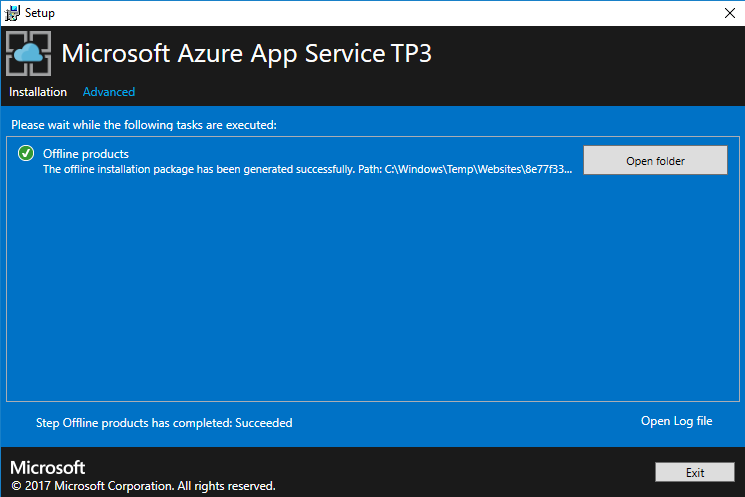 Setup
Microsoft Azure App Service TP3
Installation Advanced
Please wait while the following tasks are executed:
Offline products
The offline installation package has been generated successfully. Path: C:\Windows\Temp\Websites\8e77f33...
Open folder
Step Offline products has completed: Succeeded
Open Log file
Microsoft
© 2017 Microsoft Corporation. All rights reserved.
Exit